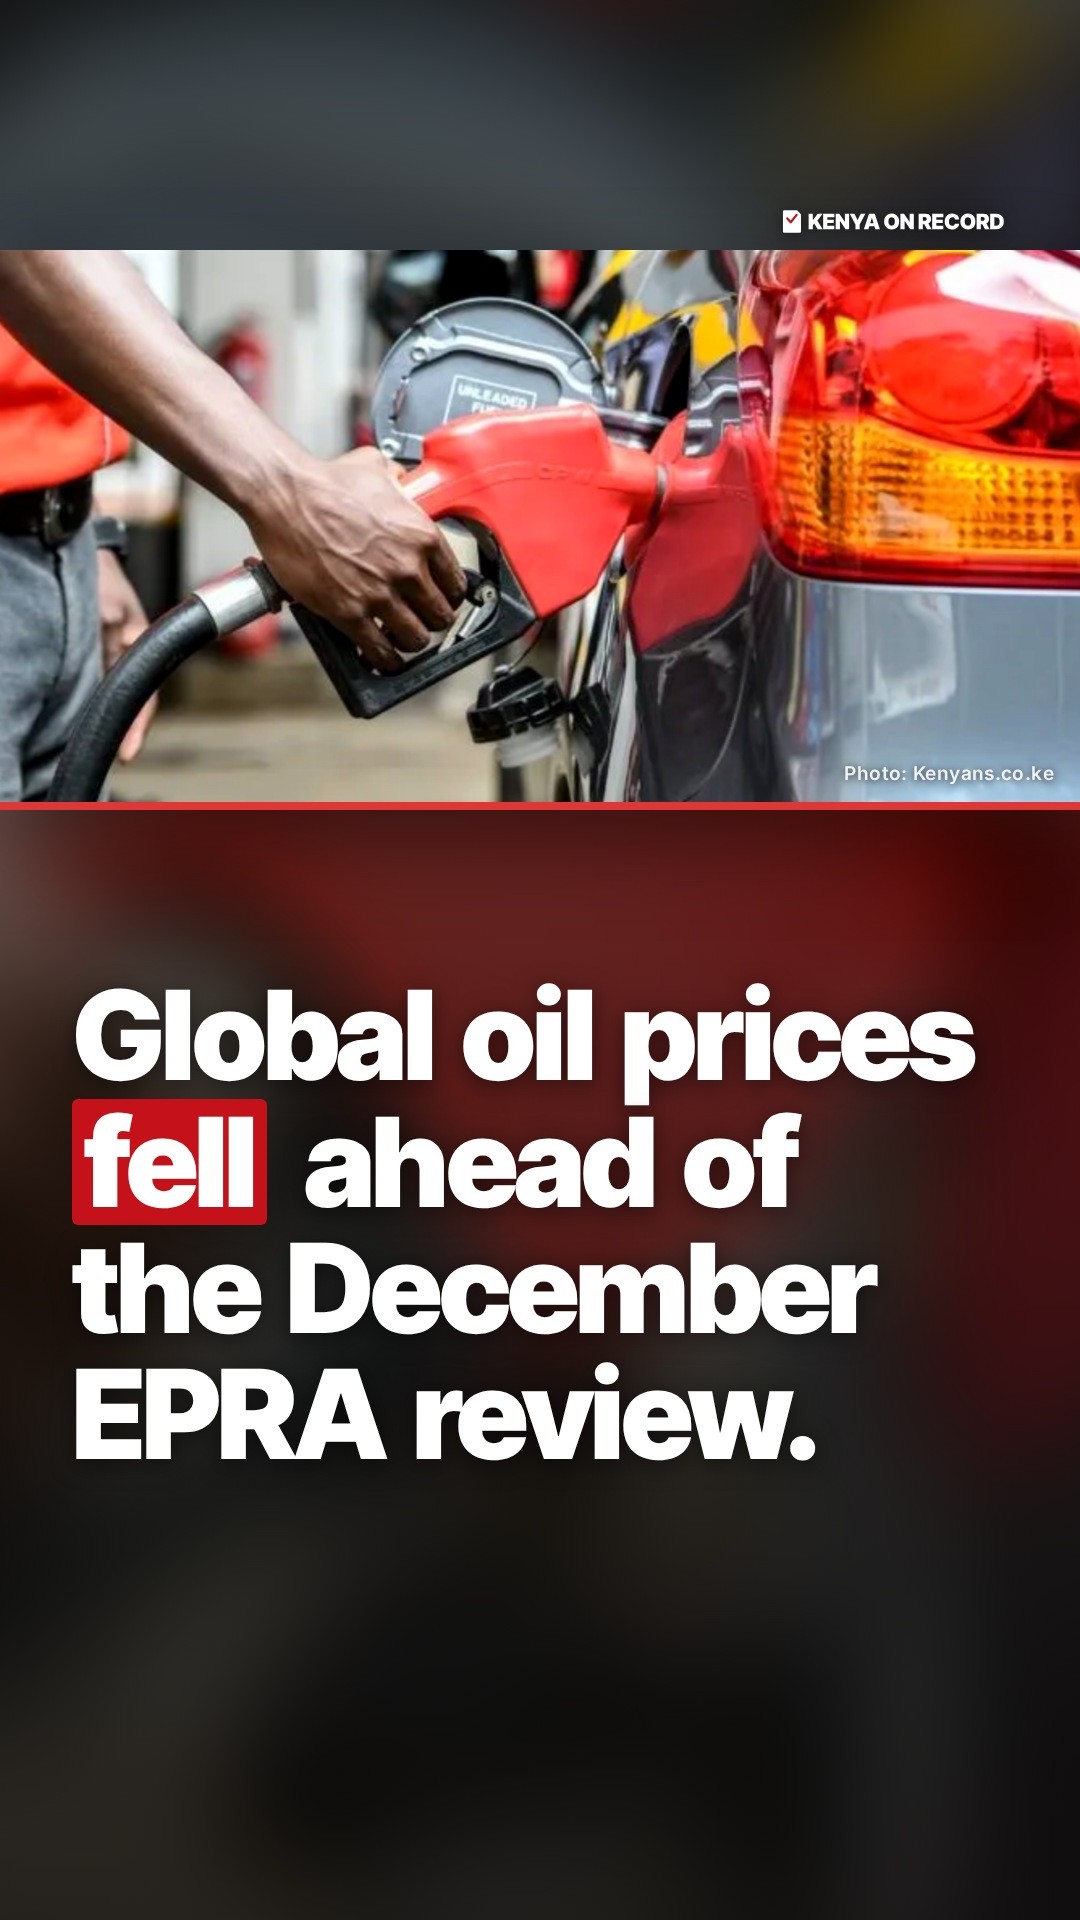 KENYA ON RECORD
UNLEADED
Photo: Kenyans.co.ke
Global oil prices
fell ahead of
the December
EPRA review.